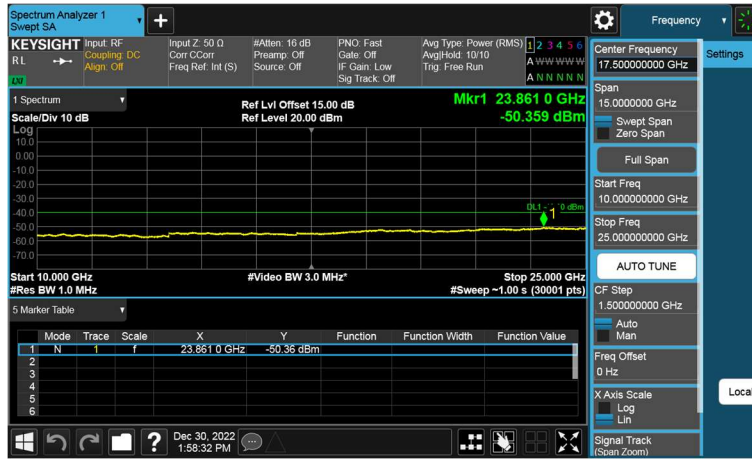 Spectrum Analyzer 1
Swept SA
Frequency
KEYSIGHT
RL
LXI
Input: RF
Coupling: DC
Align: Off
Input Z: 50 Ω
Corr CCorr
Freq Ref: Int (S)
#Atten: 16 dB
Preamp: Off
Source: Off
PNO: Fast
Gate: Off
IF Gain: Low
Sig Track: Off
Avg Type: Power (RMS)
Avg|Hold: 10/10
Trig: Free Run
1 2 3 4 5 6
A W W W W W
A N N N N N
1 Spectrum
Scale/Div 10 dB
Ref Lvl Offset 15.00 dB
Ref Level 20.00 dBm
Mkr1 23.861 0 GHz
-50.359 dBm
Log
10.0
0.00
-10.0
-20.0
-30.0
-40.0
-50.0
-60.0
-70.0
1
Start 10.000 GHz
#Res BW 1.0 MHz
#Video BW 3.0 MHz*
Stop 25.000 GHz
#Sweep ~1.00 s (30001 pts)
5 Marker Table
Mode Trace Scale X Y Function Function Width Function Value
1 N 1 f 23.861 0 GHz -50.36 dBm
2
3
4
5
6
Dec 30, 2022
1:58:32 PM
Center Frequency
17.500000000 GHz
Settings
Span
15.0000000 GHz
Swept Span
Zero Span
Full Span
Start Freq
10.000000000 GHz
Stop Freq
25.000000000 GHz
AUTO TUNE
CF Step
1.500000000 GHz
Auto
Man
Freq Offset
0 Hz
X Axis Scale
Log
Lin
Local
Signal Track
(Span Zoom)